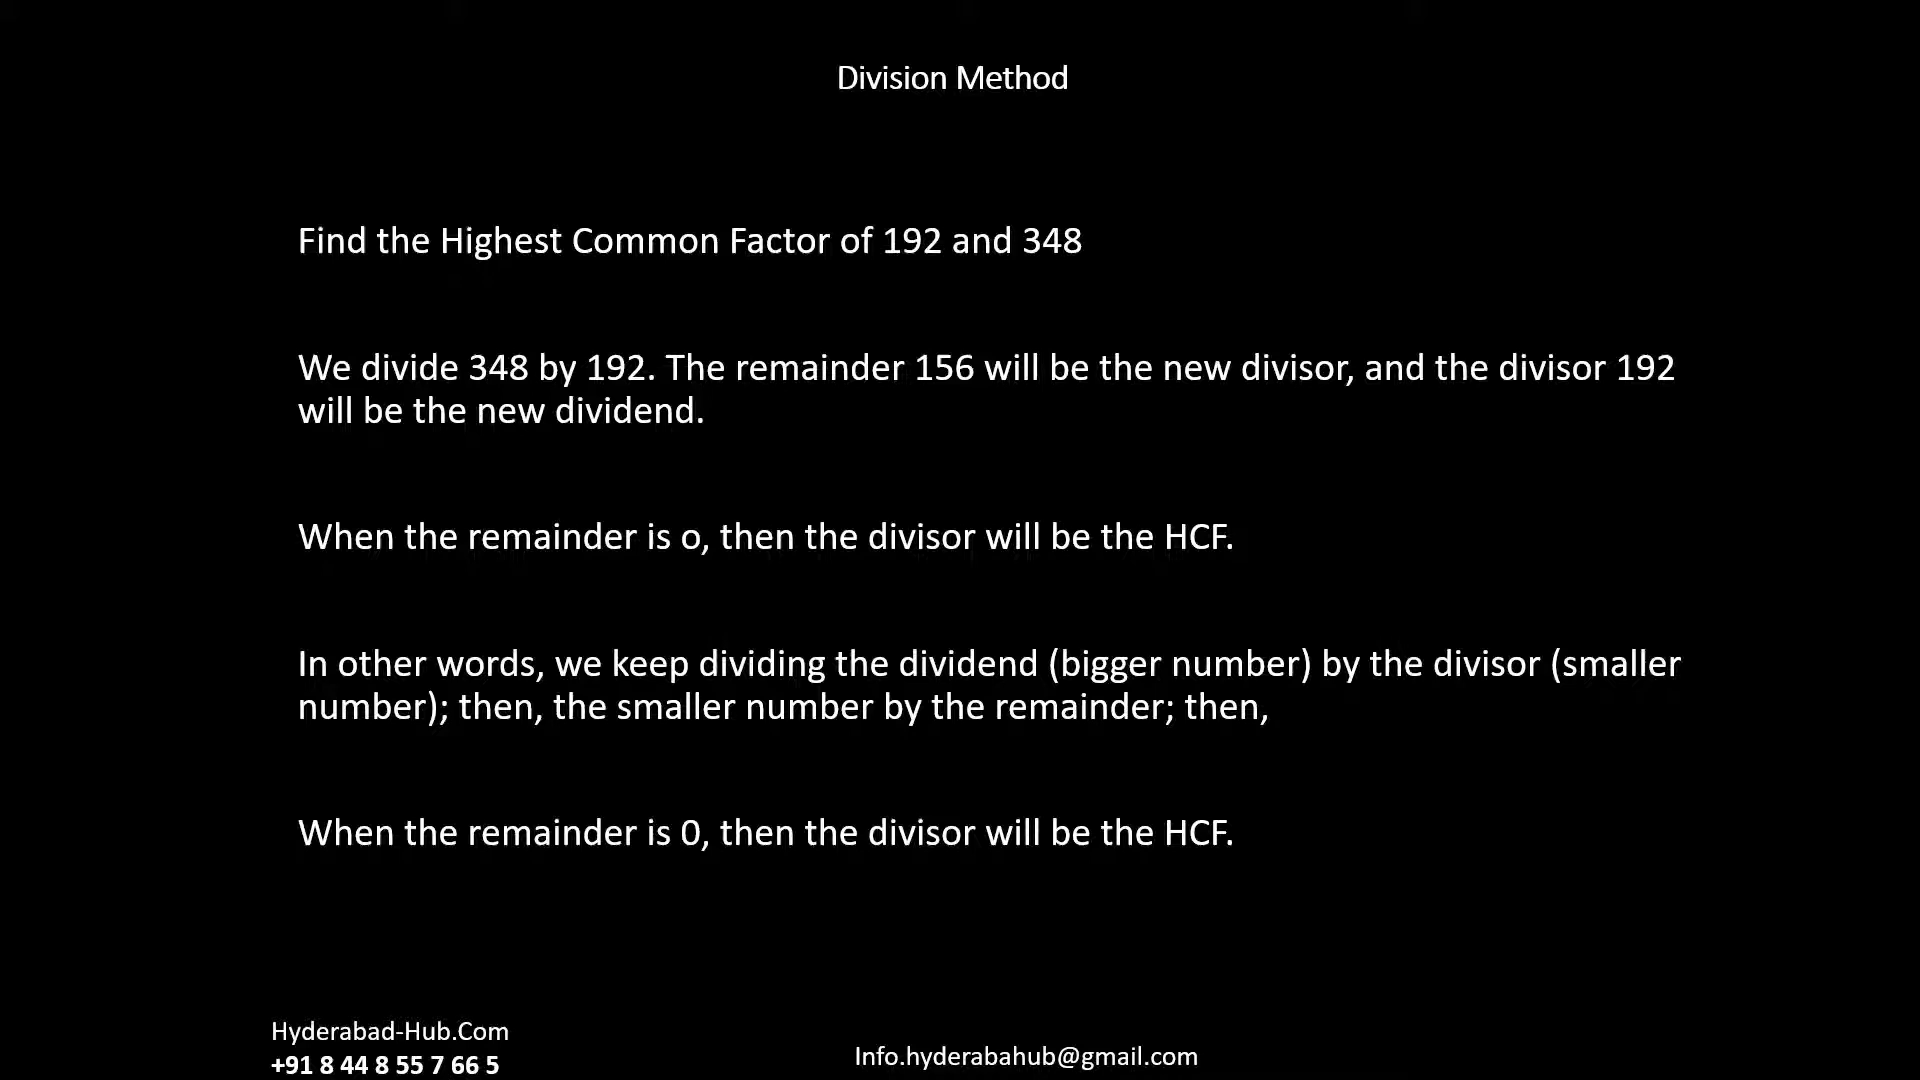 Division Method
Find the Highest Common Factor of 192 and 348
We divide 348 by 192. The remainder 156 will be the new divisor, and the divisor 192
will be the new dividend.
When the remainder is o, then the divisor will be the HCF.
In other words, we keep dividing the dividend (bigger number) by the divisor (smaller
number); then, the smaller number by the remainder; then,
When the remainder is 0, then the divisor will be the HCF.
Hyderabad-Hub.Com
+91 8 44 8 55 7 66 5
Info.hyderabahub@gmail.com